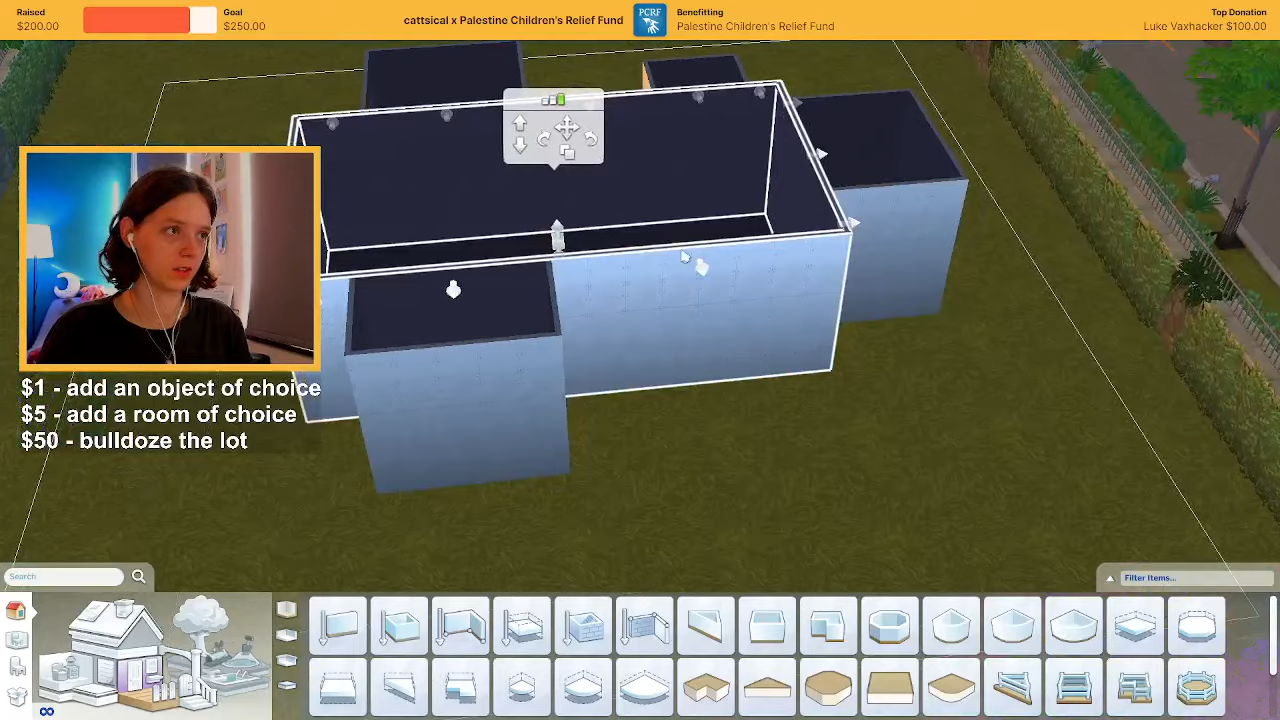 Raised
$200.00
Goal
$250.00
cattsical x Palestine Children's Relief Fund
PCRF
Benefitting
Palestine Children's Relief Fund
Top Donation
Luke Vaxhacker $100.00
$1 - add an object of choice
$5 - add a room of choice
$50 - bulldoze the lot
Search
Filter Items...